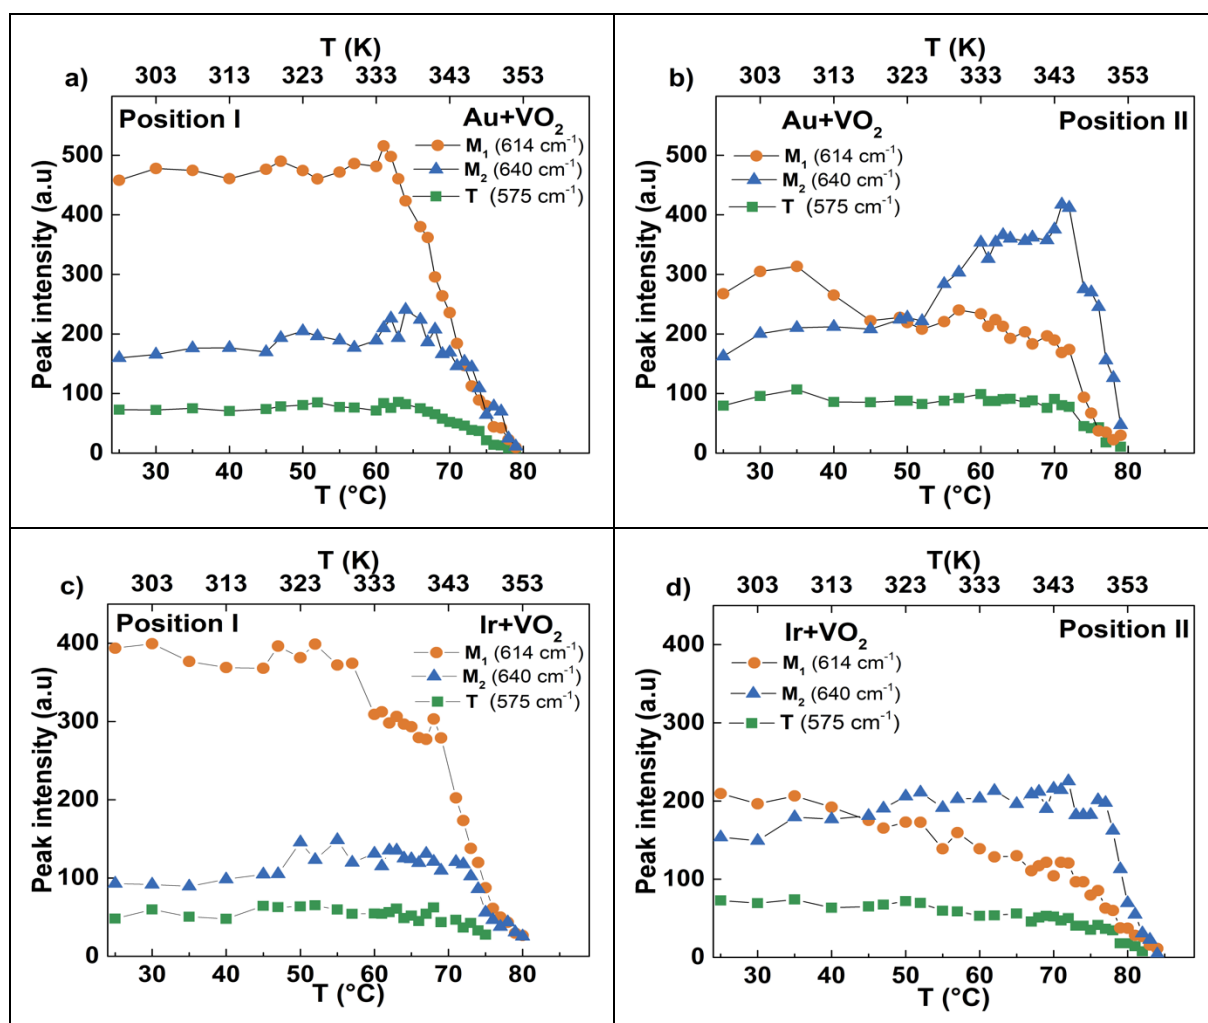 T (K)
a) 303 313 323 333 343 353
Position I
Au+VO₂
M₁ (614 cm⁻¹)
M₂ (640 cm⁻¹)
T (575 cm⁻¹)
Peak intensity (a.u)
500
400
300
200
100
0
30 40 50 60 70 80
T (°C)
T (K)
b) 303 313 323 333 343 353
Au+VO₂
Position II
M₁ (614 cm⁻¹)
M₂ (640 cm⁻¹)
T (575 cm⁻¹)
Peak intensity (a.u)
500
400
300
200
100
0
30 40 50 60 70 80
T (°C)
T (K)
c) 303 313 323 333 343 353
Position I
Ir+VO₂
M₁ (614 cm⁻¹)
M₂ (640 cm⁻¹)
T (575 cm⁻¹)
Peak intensity (a.u)
400
300
200
100
0
30 40 50 60 70 80
T (°C)
T(K)
d) 303 313 323 333 343 353
Ir+VO₂
Position II
M₁ (614 cm⁻¹)
M₂ (640 cm⁻¹)
T (575 cm⁻¹)
Peak intensity (a.u)
400
300
200
100
0
30 40 50 60 70 80
T (°C)